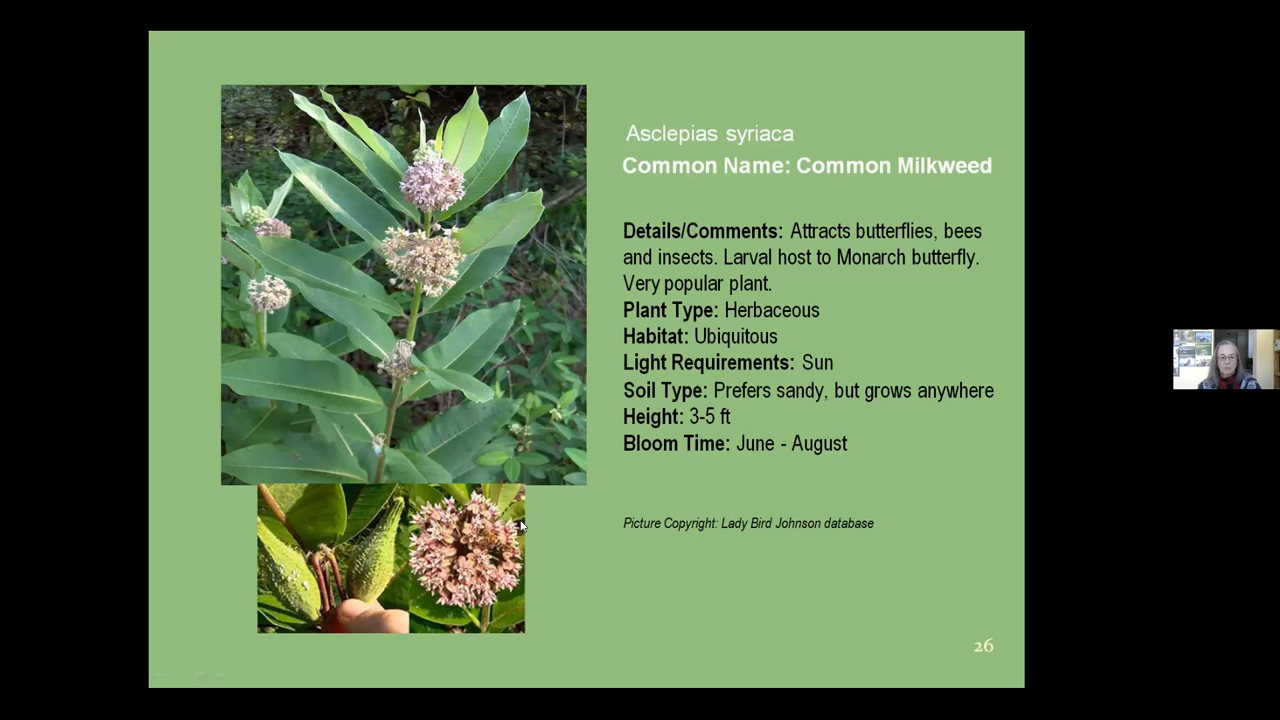 Asclepias syriaca
Common Name: Common Milkweed
Details/Comments: Attracts butterflies, bees
and insects. Larval host to Monarch butterfly.
Very popular plant.
Plant Type: Herbaceous
Habitat: Ubiquitous
Light Requirements: Sun
Soil Type: Prefers sandy, but grows anywhere
Height: 3-5 ft
Bloom Time: June - August
Picture Copyright: Lady Bird Johnson database
26